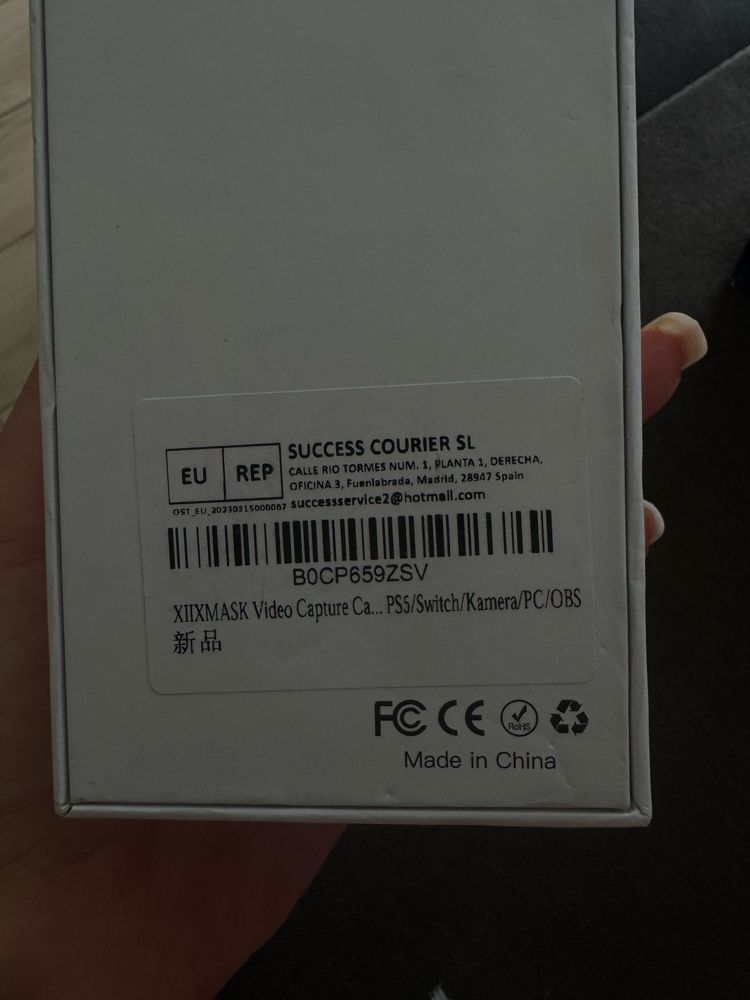 EU REP
SUCCESS COURIER SL
CALLE RIO TORMES NUM. 1, PLANTA 1, DERECHA,
OFICINA 3, Fuenlabrada, Madrid, 28947 Spain
successservice2@hotmail.com
OST_EU_20230315000067
B0CP659ZSV
XIIXMASK Video Capture Ca... PS5/Switch/Kamera/PC/OBS
新品
FC CE RoHS
Made in China